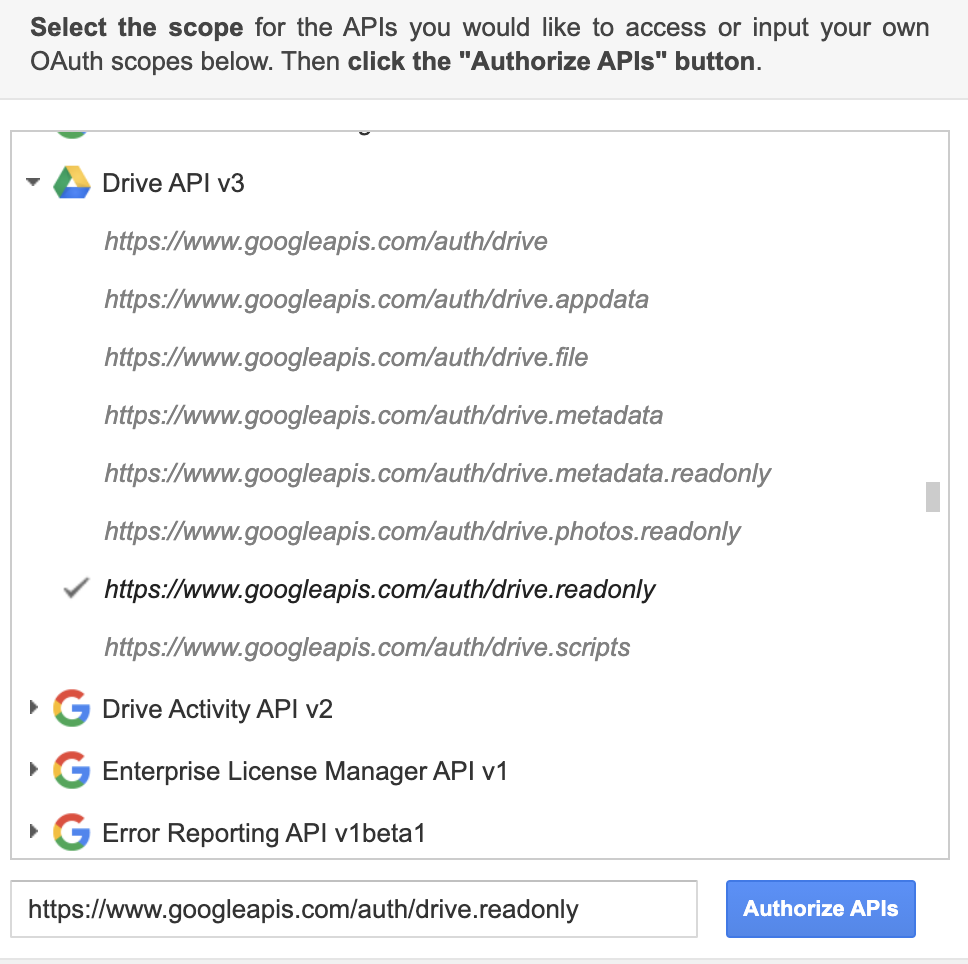 Select the scope for the APIs you would like to access or input your own
OAuth scopes below. Then click the "Authorize APIs" button.
Drive API v3
https://www.googleapis.com/auth/drive
https://www.googleapis.com/auth/drive.appdata
https://www.googleapis.com/auth/drive.file
https://www.googleapis.com/auth/drive.metadata
https://www.googleapis.com/auth/drive.metadata.readonly
https://www.googleapis.com/auth/drive.photos.readonly
https://www.googleapis.com/auth/drive.readonly
https://www.googleapis.com/auth/drive.scripts
Drive Activity API v2
Enterprise License Manager API v1
Error Reporting API v1beta1
https://www.googleapis.com/auth/drive.readonly
Authorize APIs